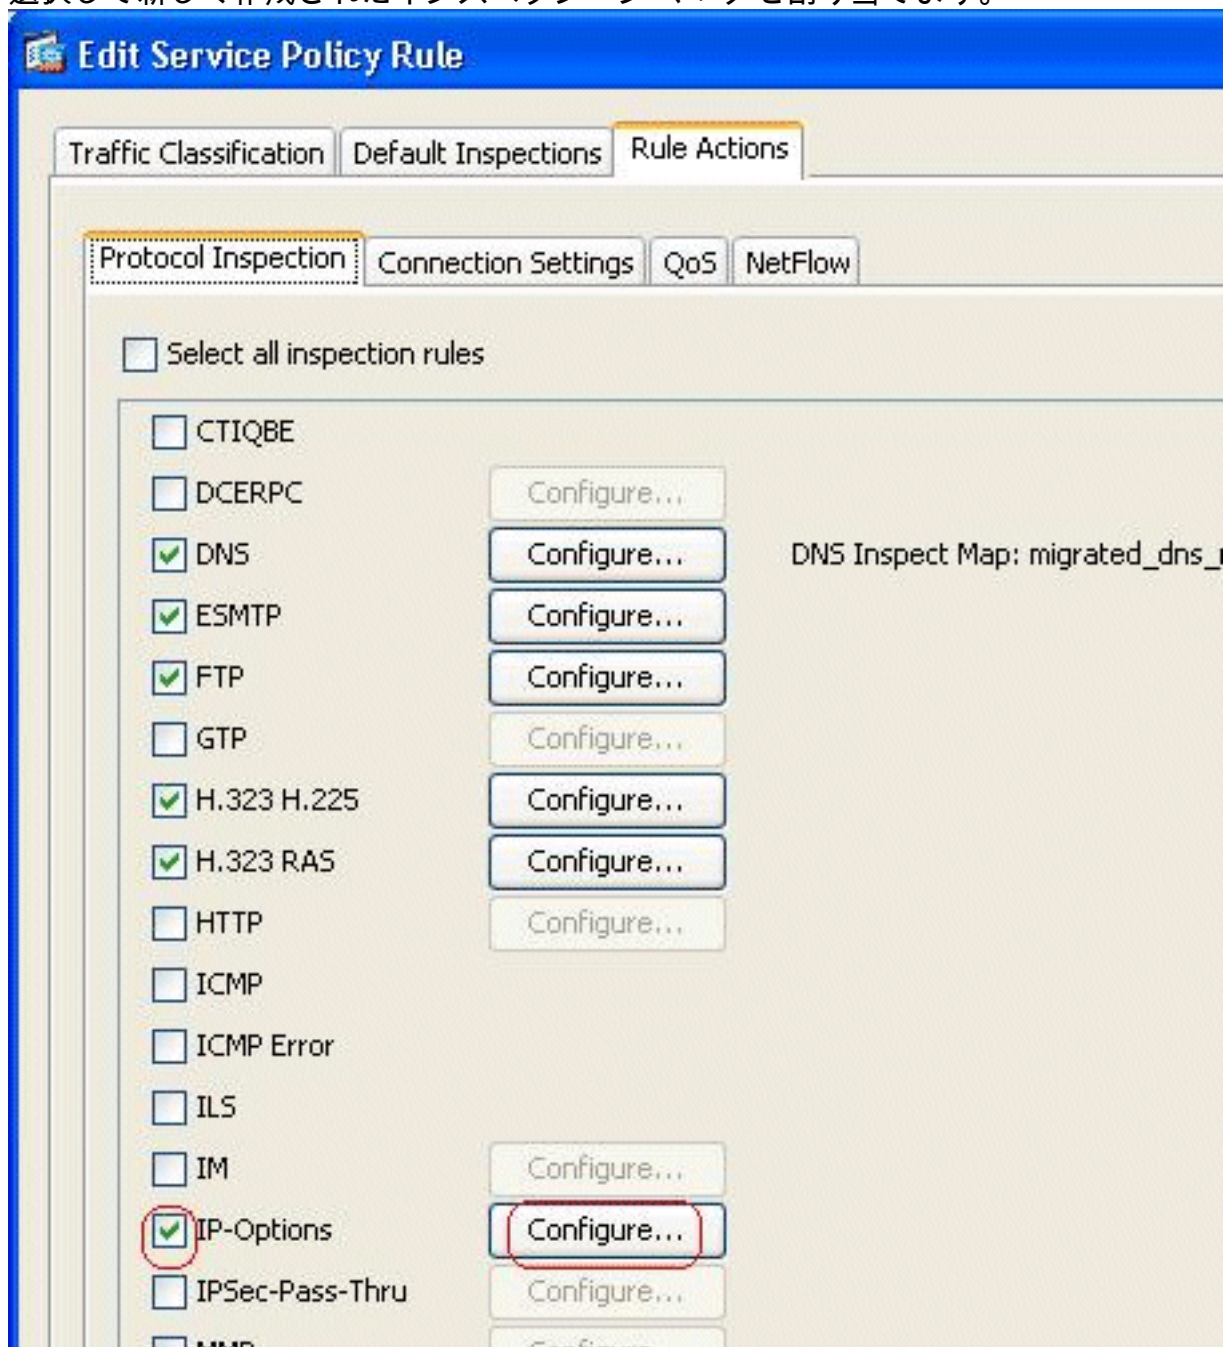 Edit Service Policy Rule
Traffic Classification Default Inspections Rule Actions
Protocol Inspection Connection Settings QoS NetFlow
Select all inspection rules
CTIQBE
DCERPC Configure...
DNS Configure... DNS Inspect Map: migrated_dns_
ESMTP Configure...
FTP Configure...
GTP Configure...
H.323 H.225 Configure...
H.323 RAS Configure...
HTTP Configure...
ICMP
ICMP Error
ILS
IM Configure...
IP-Options Configure...
IPSec-Pass-Thru Configure...